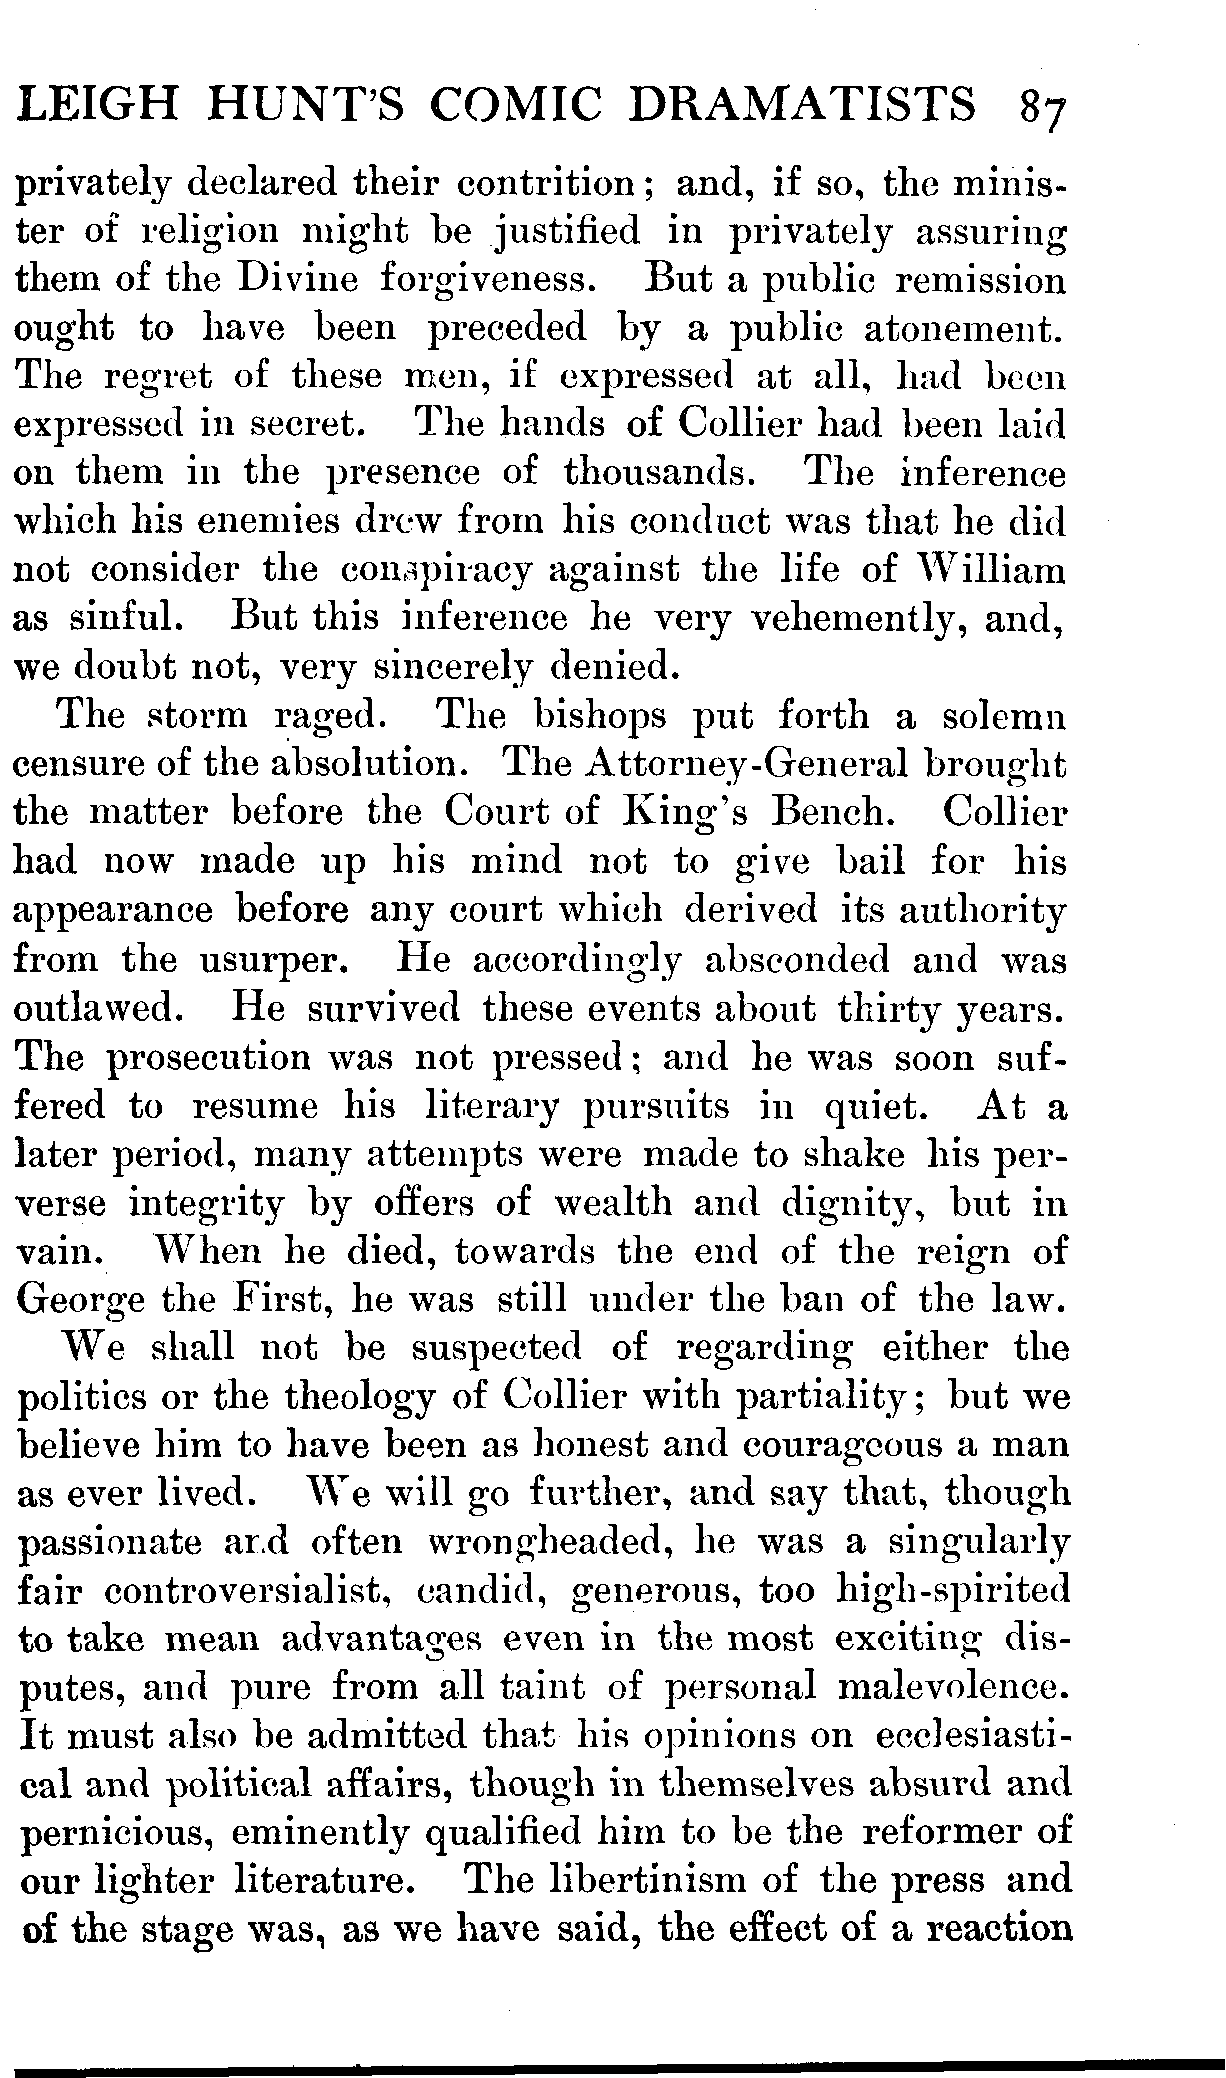 LEIGH HUNT'S COMIC DRAMATISTS 87
privately declared their contrition; and, if so, the minis-
ter of religion might be justified in privately assuring
them of the Divine forgiveness. But a public remission
ought to have been preceded by a public atonement.
The regret of these men, if expressed at all, had been
expressed in secret. The hands of Collier had been laid
on them in the presence of thousands. The inference
which his enemies drew from his conduct was that he did
not consider the conspiracy against the life of William
as sinful. But this inference he very vehemently, and,
we doubt not, very sincerely denied.
The storm raged. The bishops put forth a solemn
censure of the absolution. The Attorney-General brought
the matter before the Court of King's Bench. Collier
had now made up his mind not to give bail for his
appearance before any court which derived its authority
from the usurper. He accordingly absconded and was
outlawed. He survived these events about thirty years.
The prosecution was not pressed; and he was soon suf-
fered to resume his literary pursuits in quiet. At a
later period, many attempts were made to shake his per-
verse integrity by offers of wealth and dignity, but in
vain. When he died, towards the end of the reign of
George the First, he was still under the ban of the law.
We shall not be suspected of regarding either the
politics or the theology of Collier with partiality; but we
believe him to have been as honest and courageous a man
as ever lived. We will go further, and say that, though
passionate and often wrongheaded, he was a singularly
fair controversialist, candid, generous, too high-spirited
to take mean advantages even in the most exciting dis-
putes, and pure from all taint of personal malevolence.
It must also be admitted that his opinions on ecclesiasti-
cal and political affairs, though in themselves absurd and
pernicious, eminently qualified him to be the reformer of
our lighter literature. The libertinism of the press and
of the stage was, as we have said, the effect of a reaction